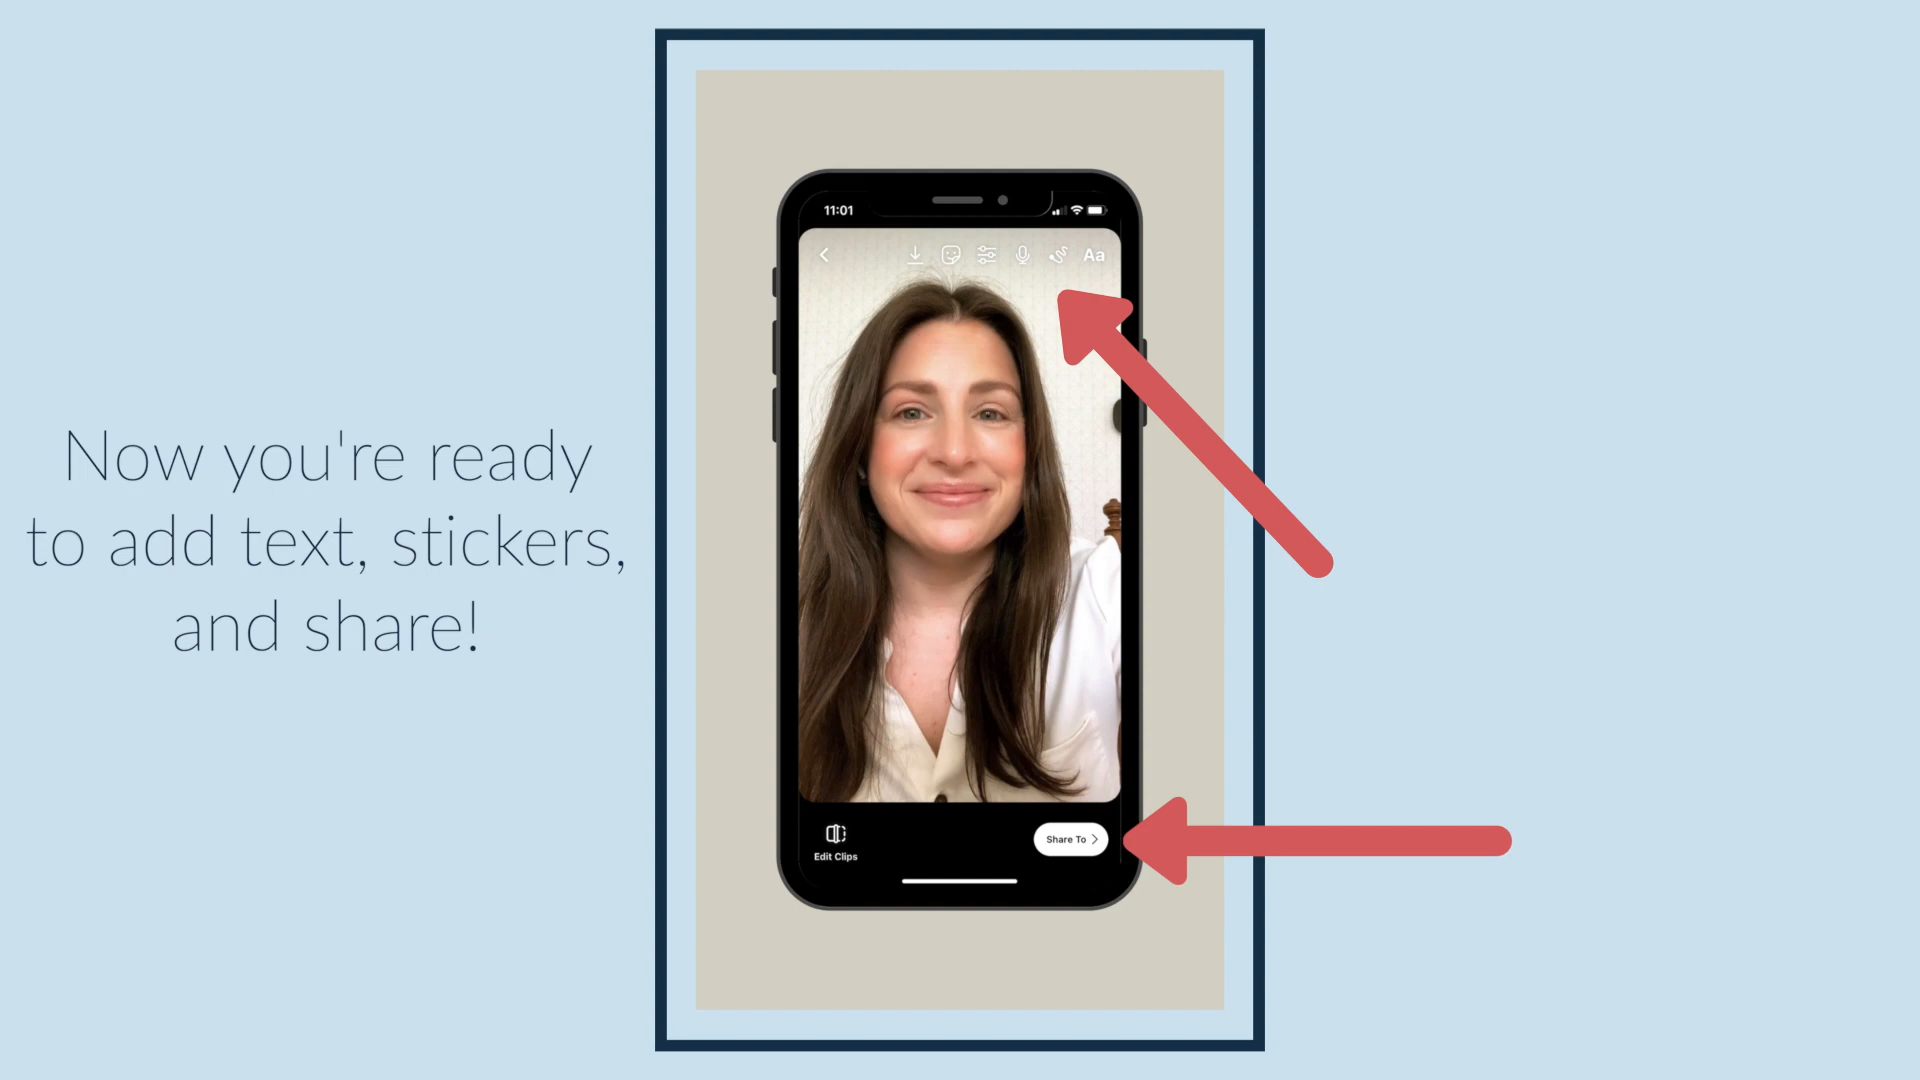 Now you're ready
to add text, stickers,
and share!
11:01
Aa
Edit Clips
Share To